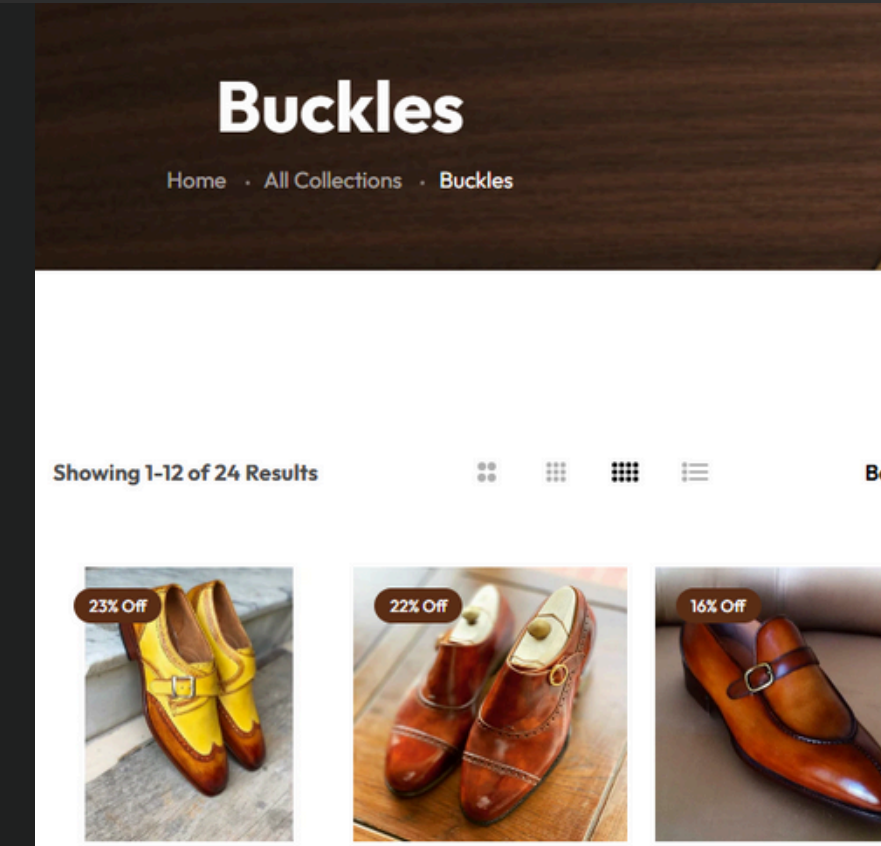 Buckles
Home · All Collections · Buckles
Showing 1-12 of 24 Results
23% Off
22% Off
16% Off